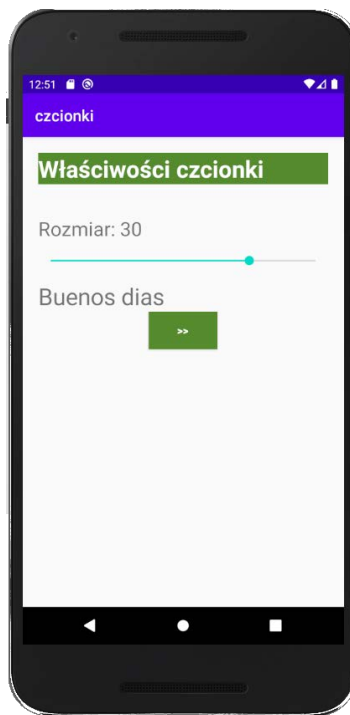 12:51
czcionki
Właściwości czcionki
Rozmiar: 30
Buenos dias
>>